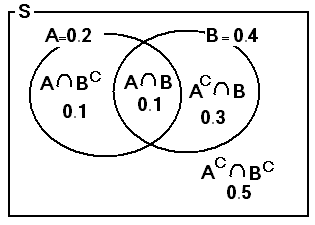 S
A=0.2 B = 0.4
A∩B^C A∩B A^C∩B
0.1 0.1 0.3
A^C∩B^C
0.5